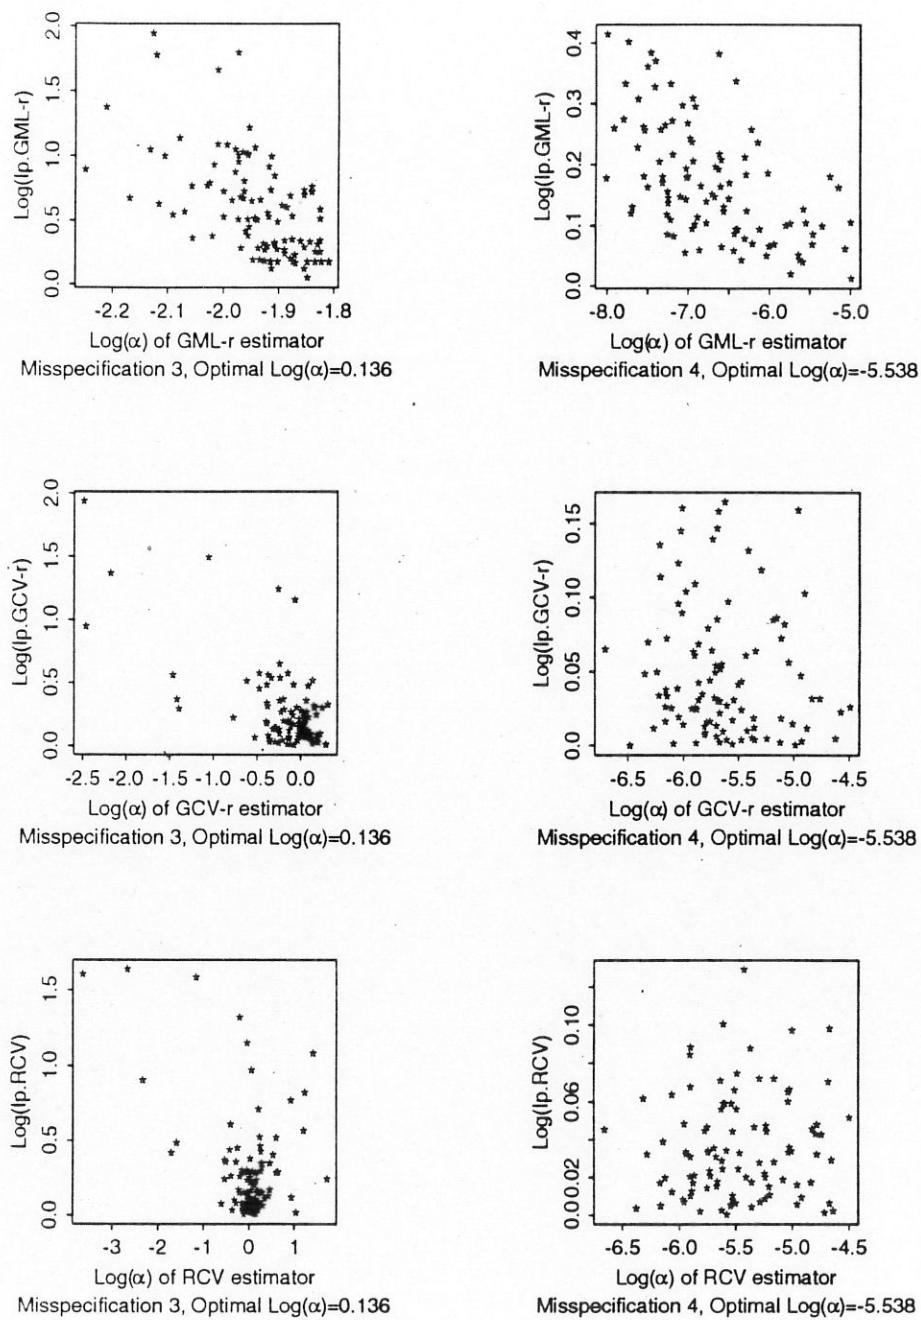 Log(Ip.GML-r)
0.0 0.5 1.0 1.5 2.0
-2.2 -2.1 -2.0 -1.9 -1.8
Log(α) of GML-r estimator
Misspecification 3, Optimal Log(α)=0.136
Log(Ip.GML-r)
0.0 0.1 0.2 0.3 0.4
-8.0 -7.0 -6.0 -5.0
Log(α) of GML-r estimator
Misspecification 4, Optimal Log(α)=-5.538
Log(Ip.GCV-r)
0.0 0.5 1.0 1.5 2.0
-2.5 -2.0 -1.5 -1.0 -0.5 0.0
Log(α) of GCV-r estimator
Misspecification 3, Optimal Log(α)=0.136
Log(Ip.GCV-r)
0.0 0.05 0.10 0.15
-6.5 -6.0 -5.5 -5.0 -4.5
Log(α) of GCV-r estimator
Misspecification 4, Optimal Log(α)=-5.538
Log(Ip.RCV)
0.0 0.5 1.0 1.5
-3 -2 -1 0 1
Log(α) of RCV estimator
Misspecification 3, Optimal Log(α)=0.136
Log(Ip.RCV)
0.0 0.02 0.06 0.10
-6.5 -6.0 -5.5 -5.0 -4.5
Log(α) of RCV estimator
Misspecification 4, Optimal Log(α)=-5.538